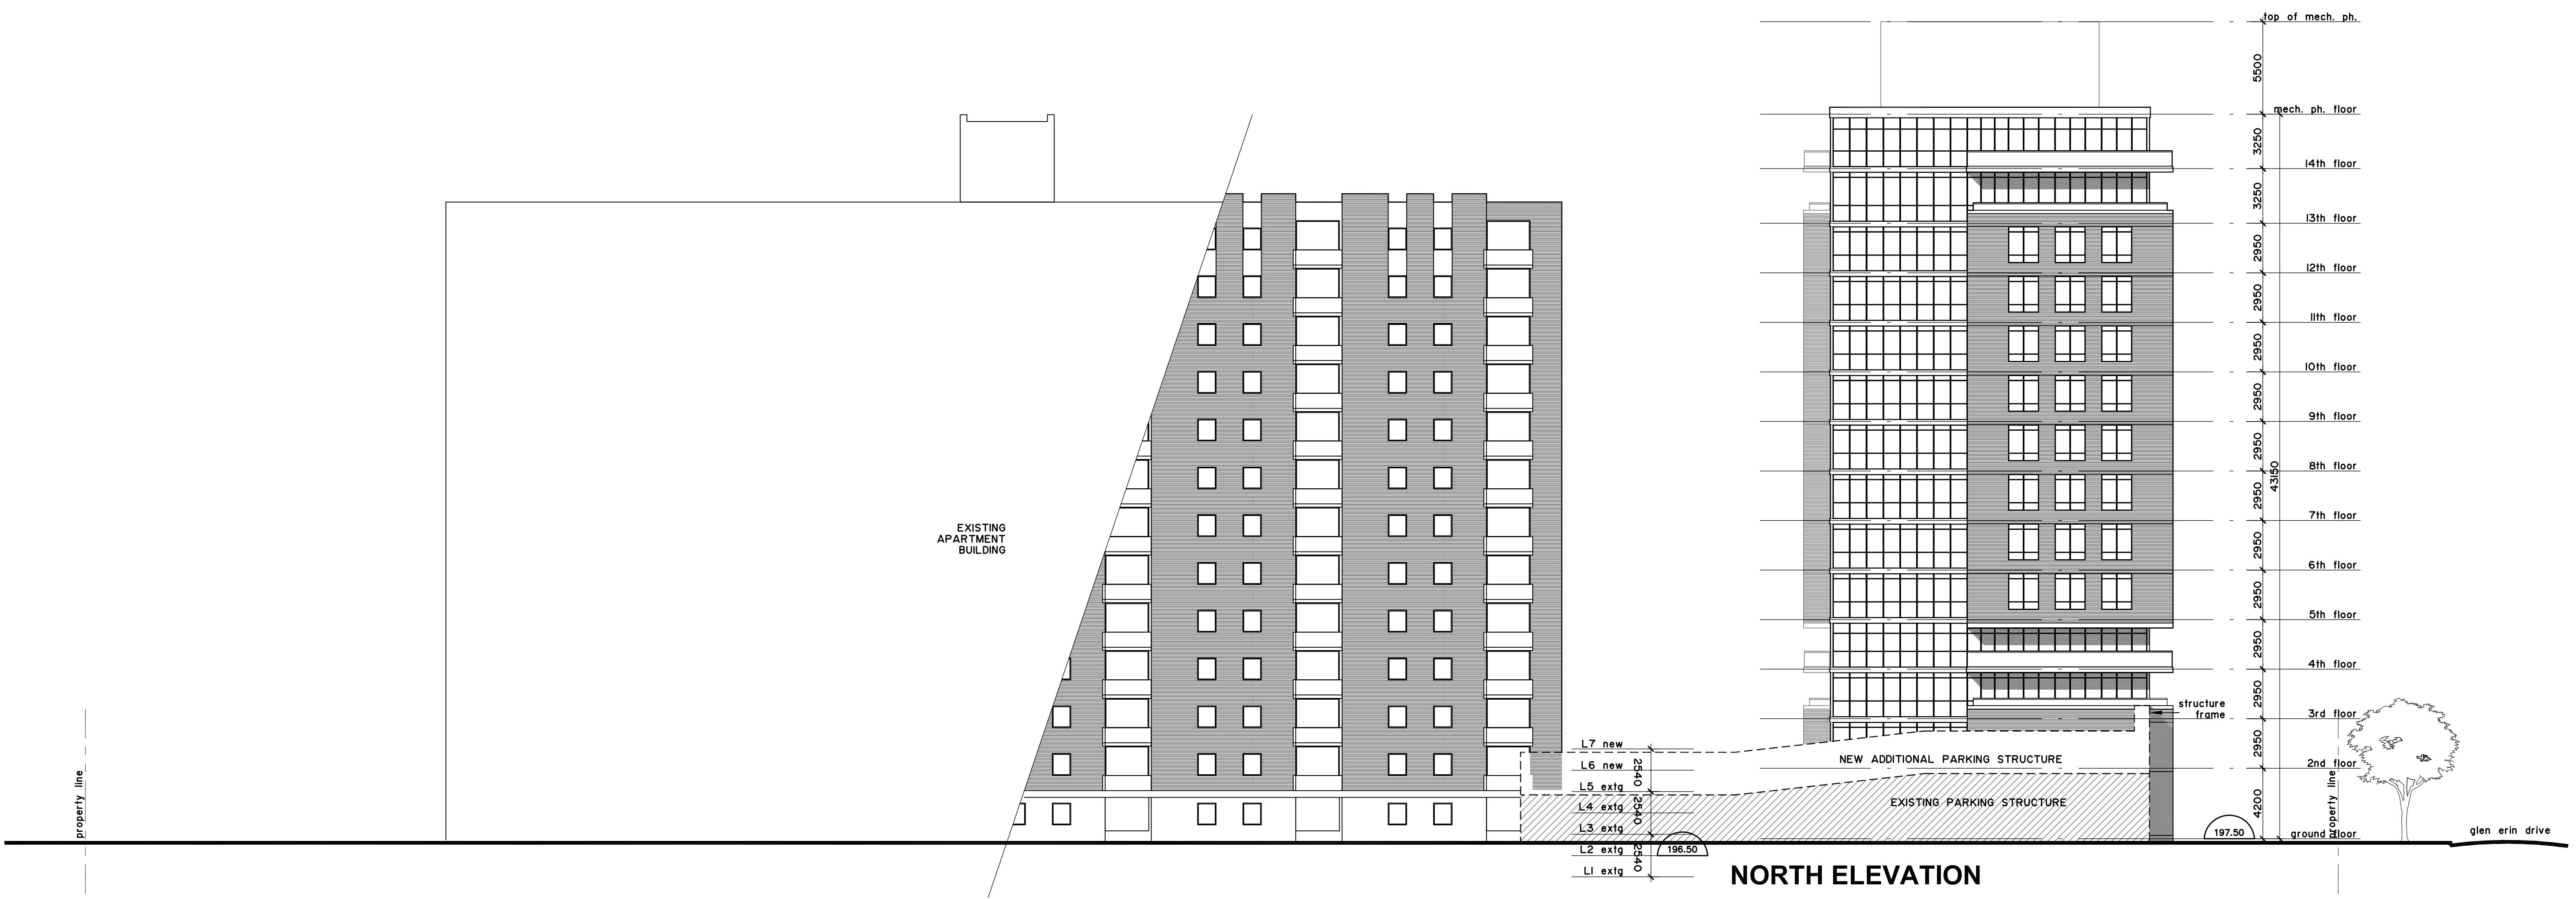 top of mech. ph.
5500
mech. ph. floor
3250
14th floor
3250
13th floor
2950
12th floor
2950
11th floor
2950
10th floor
2950
9th floor
2950
8th floor
43150
2950
7th floor
2950
6th floor
2950
5th floor
2950
4th floor
2950
3rd floor
2950
2nd floor
4200
ground floor
EXISTING
APARTMENT
BUILDING
structure
frame
L7 new
L6 new
L5 extg
L4 extg
L3 extg
L2 extg
L1 extg
2540
2540
2540
NEW ADDITIONAL PARKING STRUCTURE
EXISTING PARKING STRUCTURE
property line
property line
197.50
196.50
glen erin drive
NORTH ELEVATION